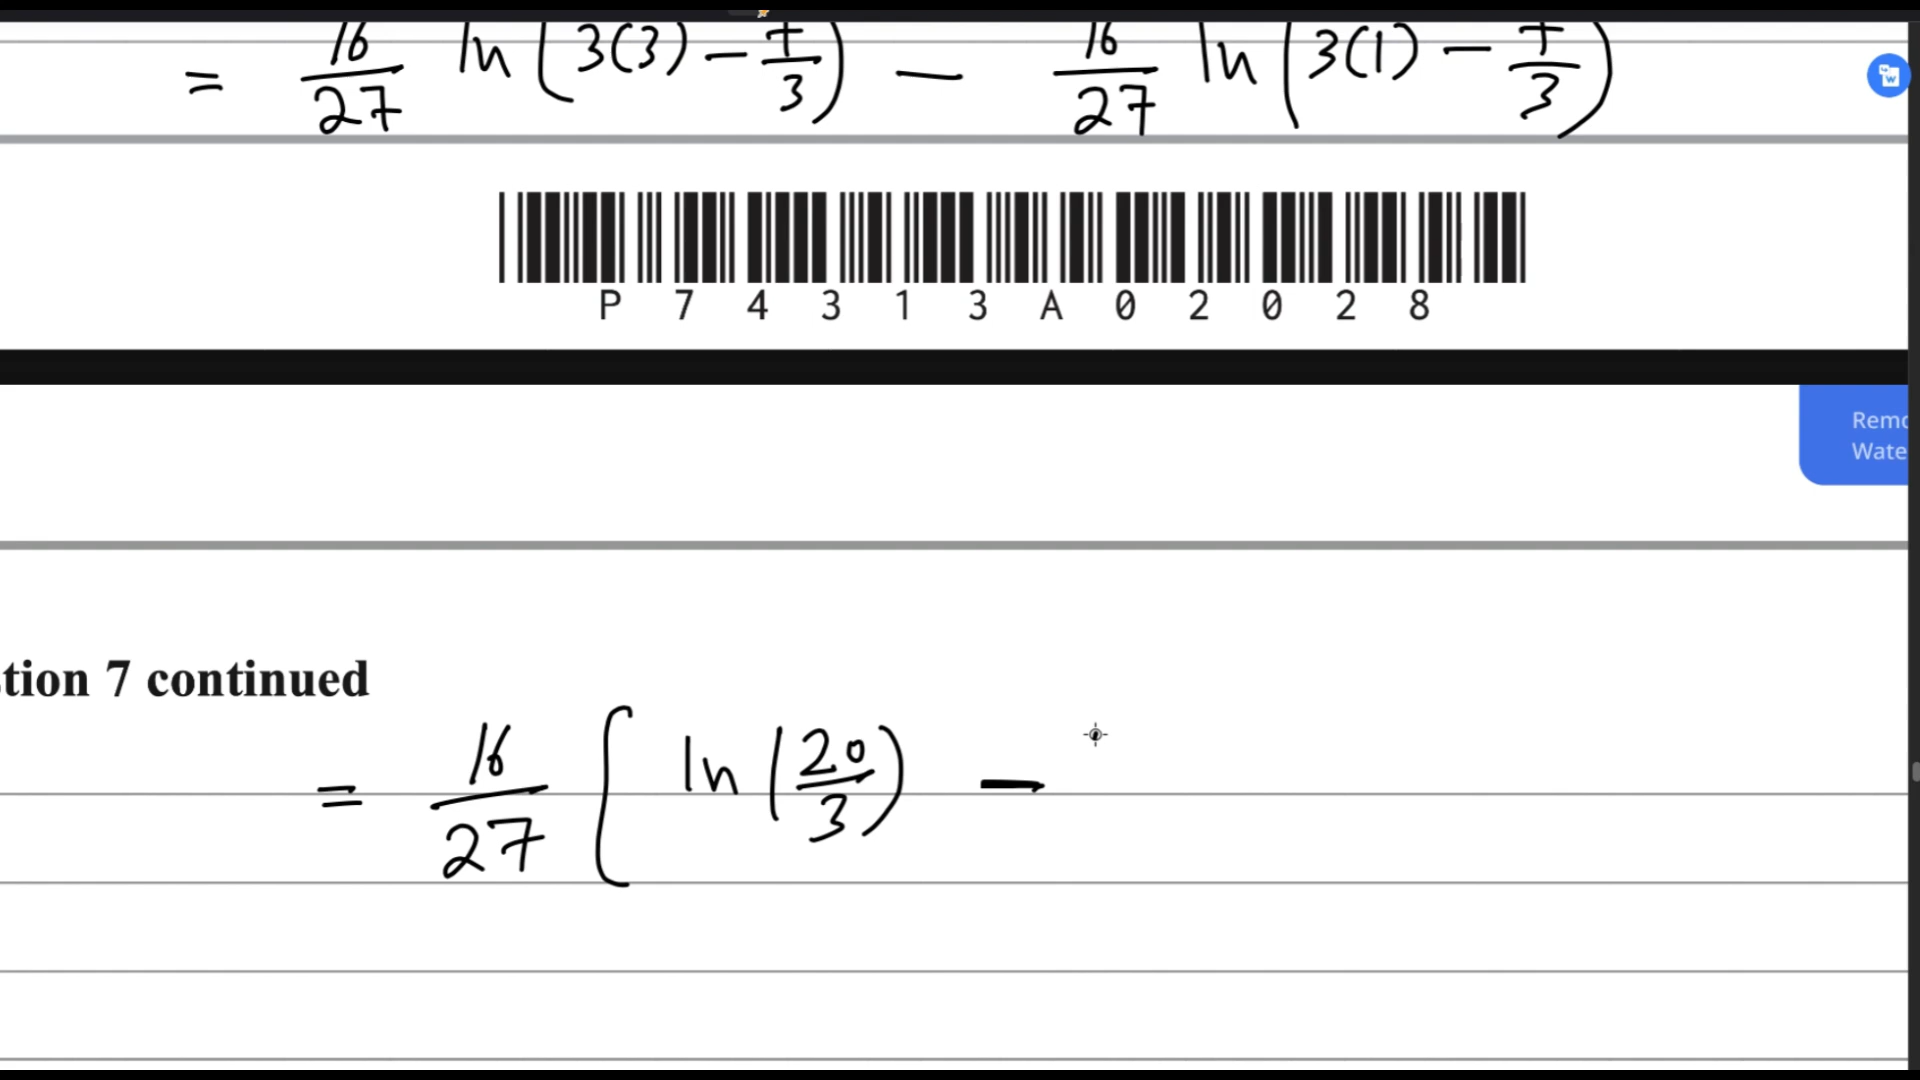 = 16/27 ln(3(3) - 7/3) - 16/27 ln(3(1) - 7/3)
P 7 4 3 1 3 A 0 2 0 2 8
Remo
Wate
tion 7 continued
= 16/27 [ ln(20/3) -